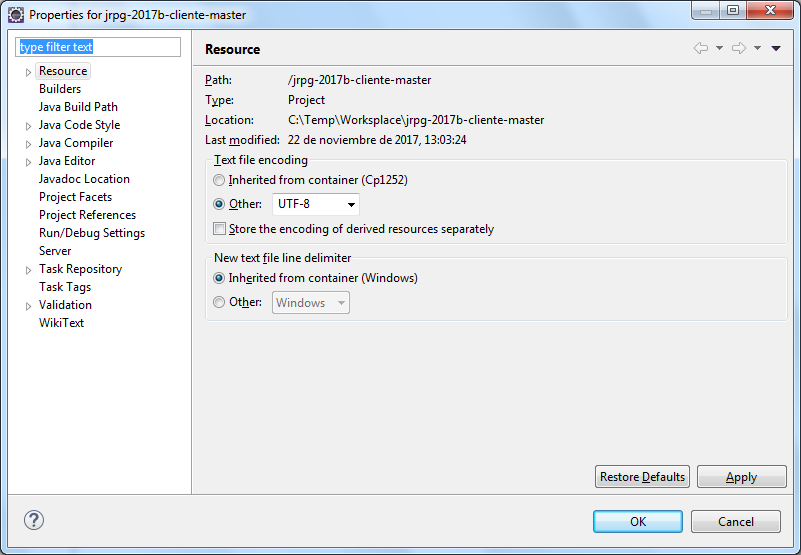 Properties for jrpg-2017b-cliente-master
type filter text
Resource
Builders
Java Build Path
Java Code Style
Java Compiler
Java Editor
Javadoc Location
Project Facets
Project References
Run/Debug Settings
Server
Task Repository
Task Tags
Validation
WikiText
Resource
Path: /jrpg-2017b-cliente-master
Type: Project
Location: C:\Temp\Worksplace\jrpg-2017b-cliente-master
Last modified: 22 de noviembre de 2017, 13:03:24
Text file encoding
Inherited from container (Cp1252)
Other: UTF-8
Store the encoding of derived resources separately
New text file line delimiter
Inherited from container (Windows)
Other: Windows
Restore Defaults Apply
? OK Cancel